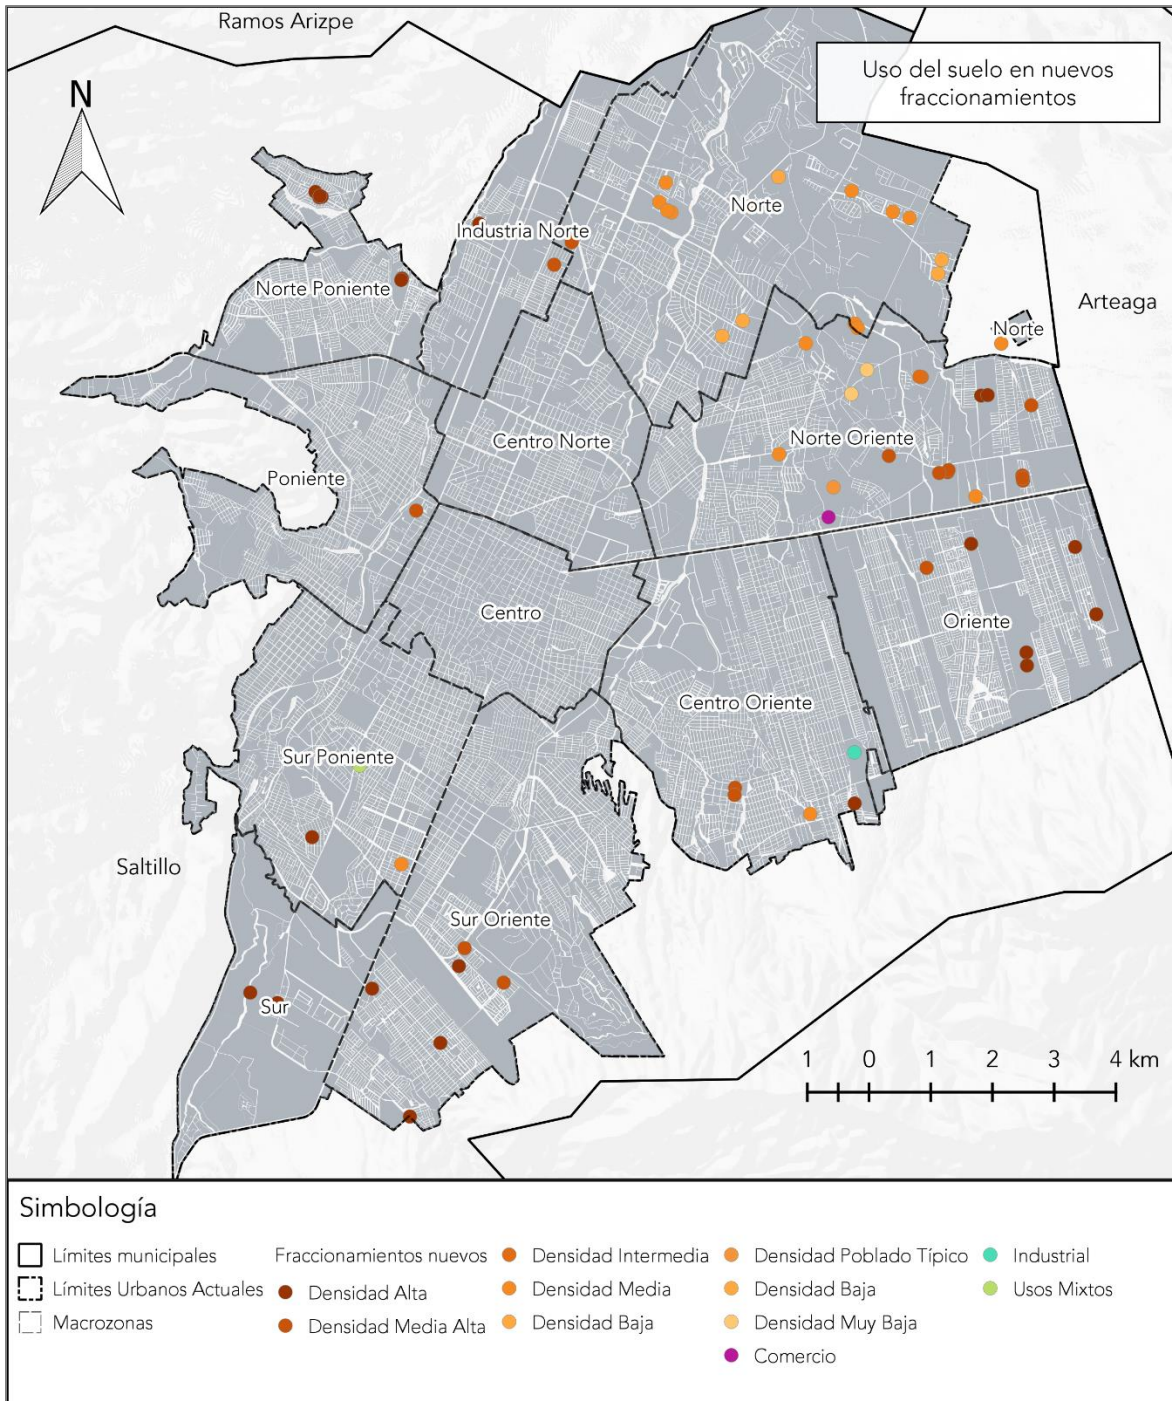 Ramos Arizpe
Uso del suelo en nuevos
fraccionamientos
N
Norte
Industria Norte
Norte Poniente
Arteaga
Norte
Centro Norte
Norte Oriente
Poniente
Centro
Oriente
Centro Oriente
Sur Poniente
Saltillo
Sur Oriente
Sur
1 0 1 2 3 4 km
Simbología
Límites municipales
Límites Urbanos Actuales
Macrozonas
Fraccionamientos nuevos
Densidad Alta
Densidad Media Alta
Densidad Intermedia
Densidad Media
Densidad Baja
Densidad Poblado Típico
Densidad Baja
Densidad Muy Baja
Comercio
Industrial
Usos Mixtos